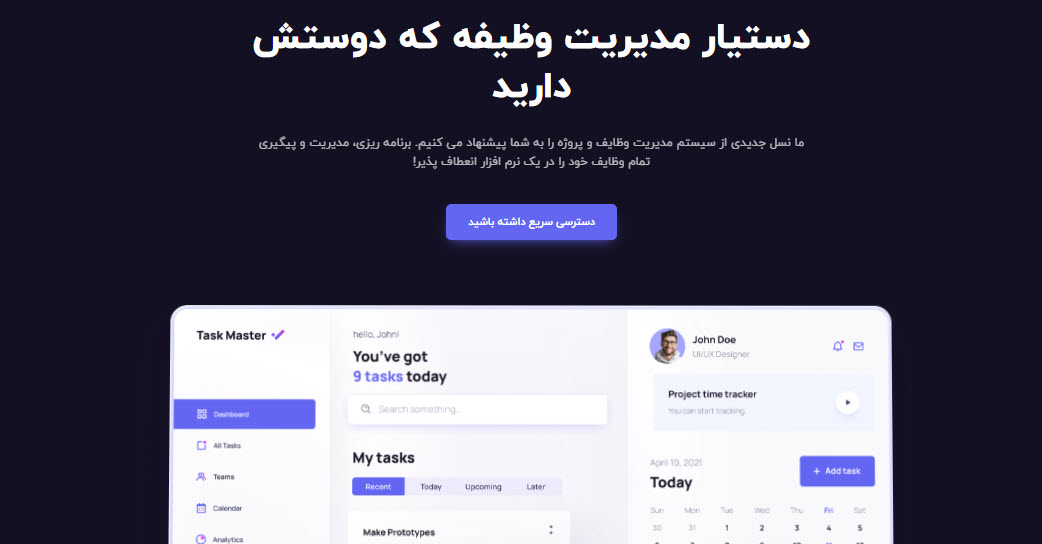 دستیار مدیریت وظیفه که دوستش
دارید
ما نسل جدیدی از سیستم مدیریت وظایف و پروژه را به شما پیشنهاد می کنیم. برنامه ریزی، مدیریت و پیگیری
تمام وظایف خود را در یک نرم افزار انعطاف پذیر!
دسترسی سریع داشته باشید
Task Master
Dashboard
All Tasks
Teams
Calendar
Analytics
hello, John!
You've got
9 tasks today
Search something...
My tasks
Recent Today Upcoming Later
Make Prototypes
John Doe
UI/UX Designer
Project time tracker
You can start tracking.
April 10, 2021
Today
+ Add task
Sun Mon Tue Wed Thu Fri Sat
30 31 1 2 3 4 5